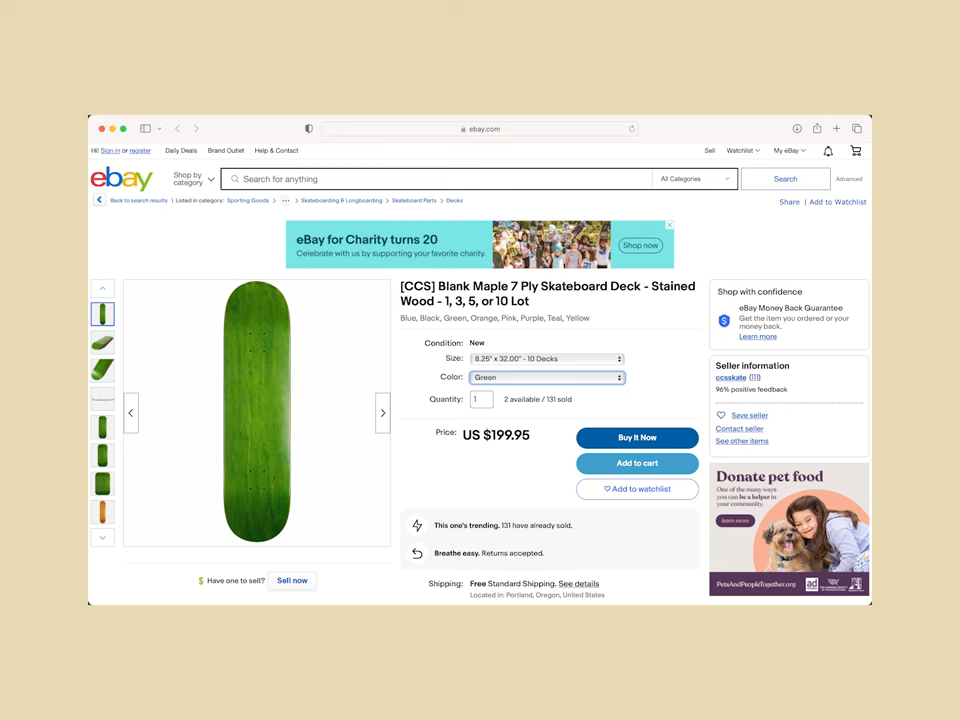 ebay.com
Hi! Sign in or register
Daily Deals
Brand Outlet
Help & Contact
Sell
Watchlist
My eBay
ebay
Shop by
category
Search for anything
All Categories
Search
Advanced
Back to search results | Listed in category: Sporting Goods > ... > Skateboarding & Longboarding > Skateboard Parts > Decks
Share | Add to Watchlist
eBay for Charity turns 20
Celebrate with us by supporting your favorite charity.
Shop now
[CCS] Blank Maple 7 Ply Skateboard Deck - Stained
Wood - 1, 3, 5, or 10 Lot
Blue, Black, Green, Orange, Pink, Purple, Teal, Yellow
Condition: New
Size: 8.25" x 32.00" - 10 Decks
Color: Green
Quantity: 1 2 available / 131 sold
Price: US $199.95
Buy It Now
Add to cart
Add to watchlist
This one's trending. 131 have already sold.
Breathe easy. Returns accepted.
Shipping: Free Standard Shipping. See details
Located in: Portland, Oregon, United States
$ Have one to sell? Sell now
Shop with confidence
eBay Money Back Guarantee
Get the item you ordered or your
money back.
Learn more
Seller information
ccsskate (111)
96% positive feedback
Save seller
Contact seller
See other items
Donate pet food
One of the many ways
you can be a helper in
your community.
learn more
PetsAndPeopleTogether.org
ad